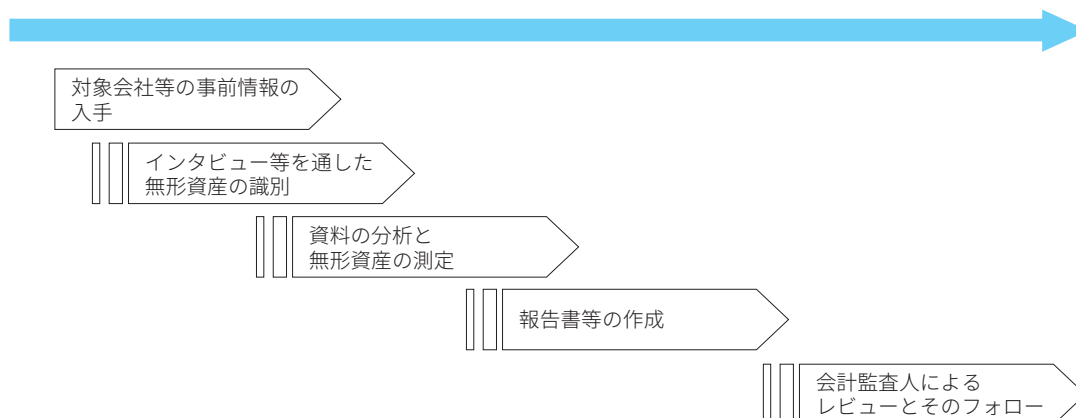 対象会社等の事前情報の
入手
インタビュー等を通した
無形資産の識別
資料の分析と
無形資産の測定
報告書等の作成
会計監査人による
レビューとそのフォロー